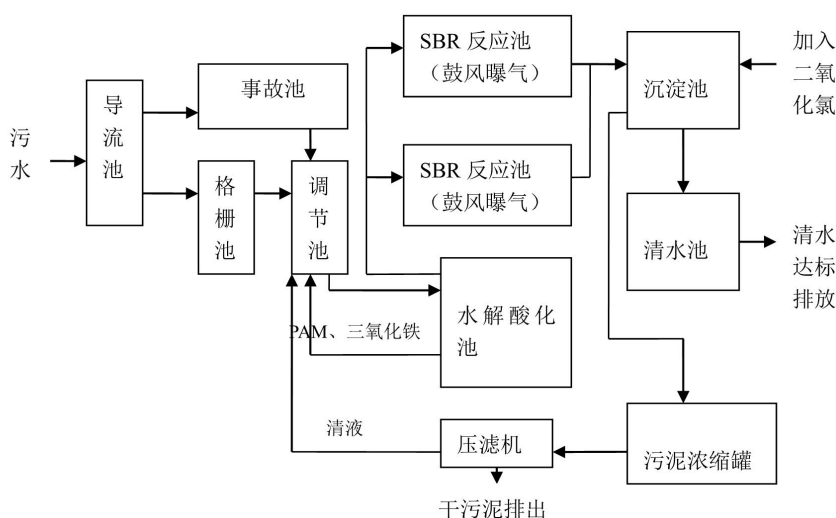 污
水
导
流
池
事故池
格
栅
池
调
节
池
SBR 反应池
（鼓风曝气）
SBR 反应池
（鼓风曝气）
水解酸化
池
沉淀池
加入
二氧
化氯
清水池
清水
达标
排放
PAM、三氧化铁
清液
压滤机
污泥浓缩罐
干污泥排出